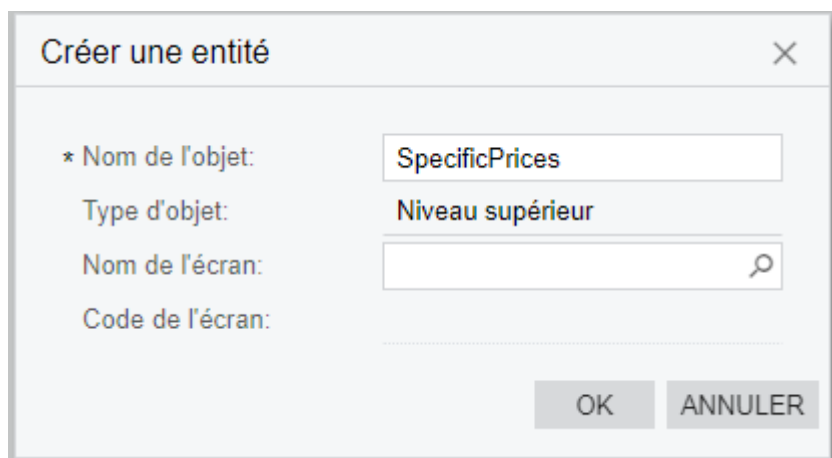 Créer une entité
* Nom de l'objet: SpecificPrices
Type d'objet: Niveau supérieur
Nom de l'écran:
Code de l'écran:
OK ANNULER